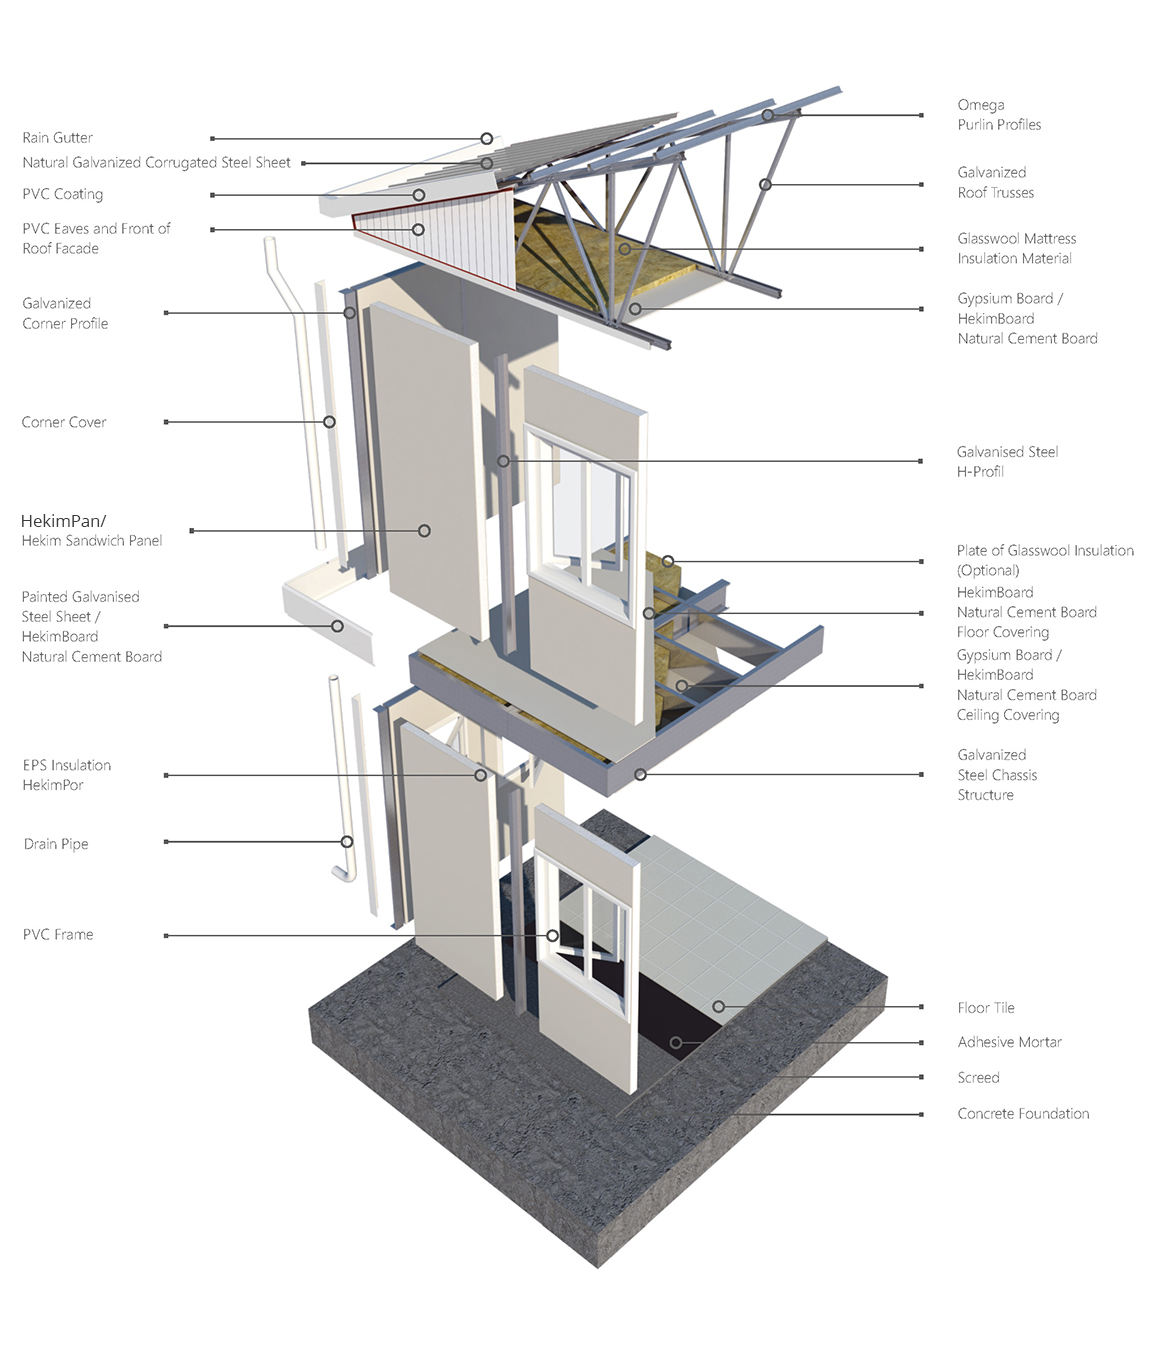 Rain Gutter
Natural Galvanized Corrugated Steel Sheet
PVC Coating
PVC Eaves and Front of
Roof Facade
Galvanized
Corner Profile
Corner Cover
HekimPan/
Hekim Sandwich Panel
Painted Galvanised
Steel Sheet /
HekimBoard
Natural Cement Board
EPS Insulation
HekimPor
Drain Pipe
PVC Frame
Omega
Purlin Profiles
Galvanized
Roof Trusses
Glasswool Mattress
Insulation Material
Gypsium Board /
HekimBoard
Natural Cement Board
Galvanised Steel
H-Profil
Plate of Glasswool Insulation
(Optional)
HekimBoard
Natural Cement Board
Floor Covering
Gypsium Board /
HekimBoard
Natural Cement Board
Ceiling Covering
Galvanized
Steel Chassis
Structure
Floor Tile
Adhesive Mortar
Screed
Concrete Foundation